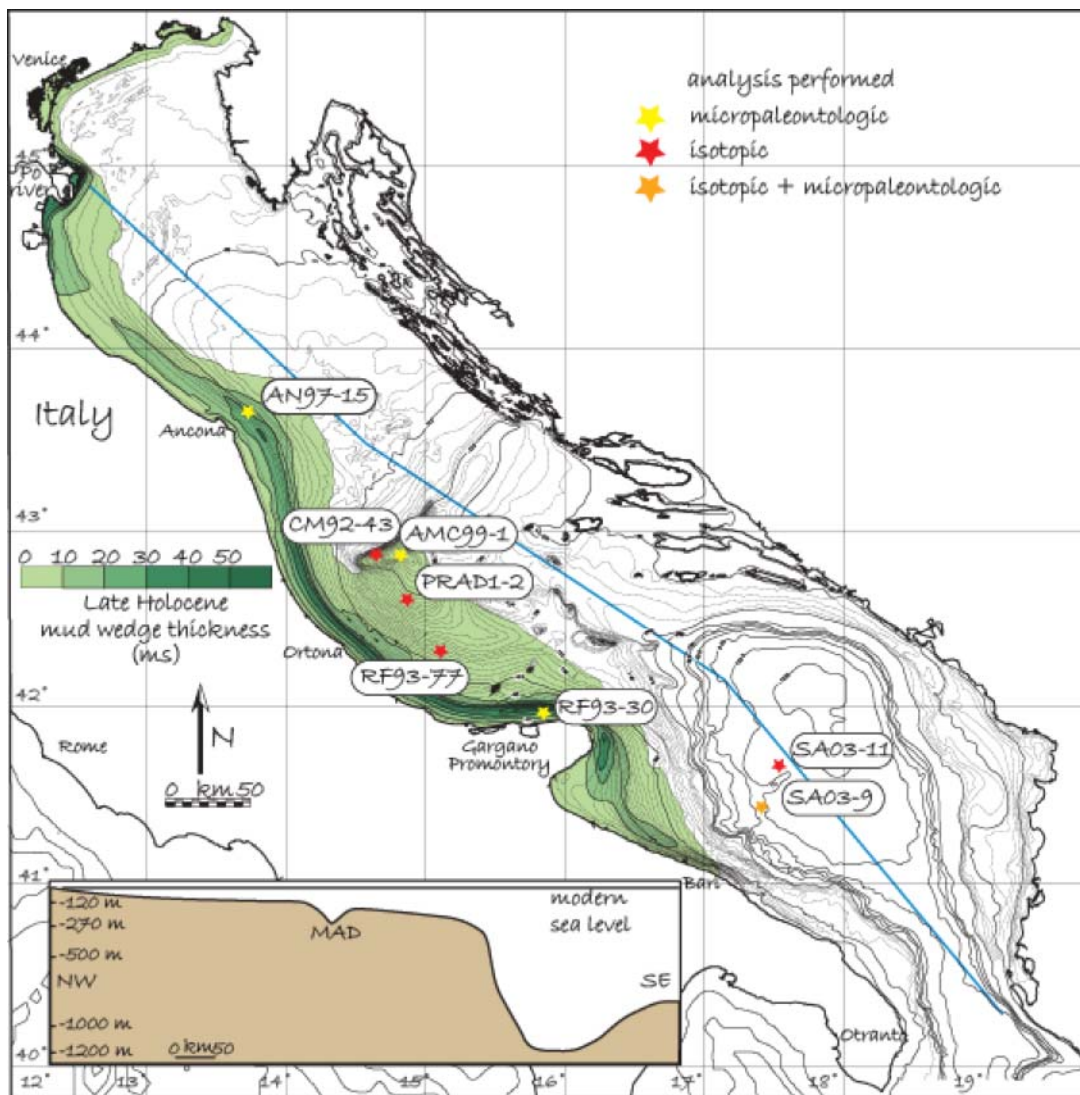 Venice
analysis performed
micropaleontologic
isotopic
isotopic + micropaleontologic
45
Po
river
44°
Italy
AN97-15
Ancona
43°
CM92-43
AMC99-1
PRAD1-2
0 10 20 30 40 50
Late Holocene
mud wedge thickness
(ms)
Ortona
RF93-77
42°
RF93-30
Rome
N
Gargano
Promontory
0 km 50
SA03-11
SA03-9
41°
Bari
-120 m
-270 m
-500 m
NW
-1000 m
-1200 m
MAD
modern
sea level
SE
0 km 50
Otranto
40°
12° 13° 14° 15° 16° 17° 18° 19°